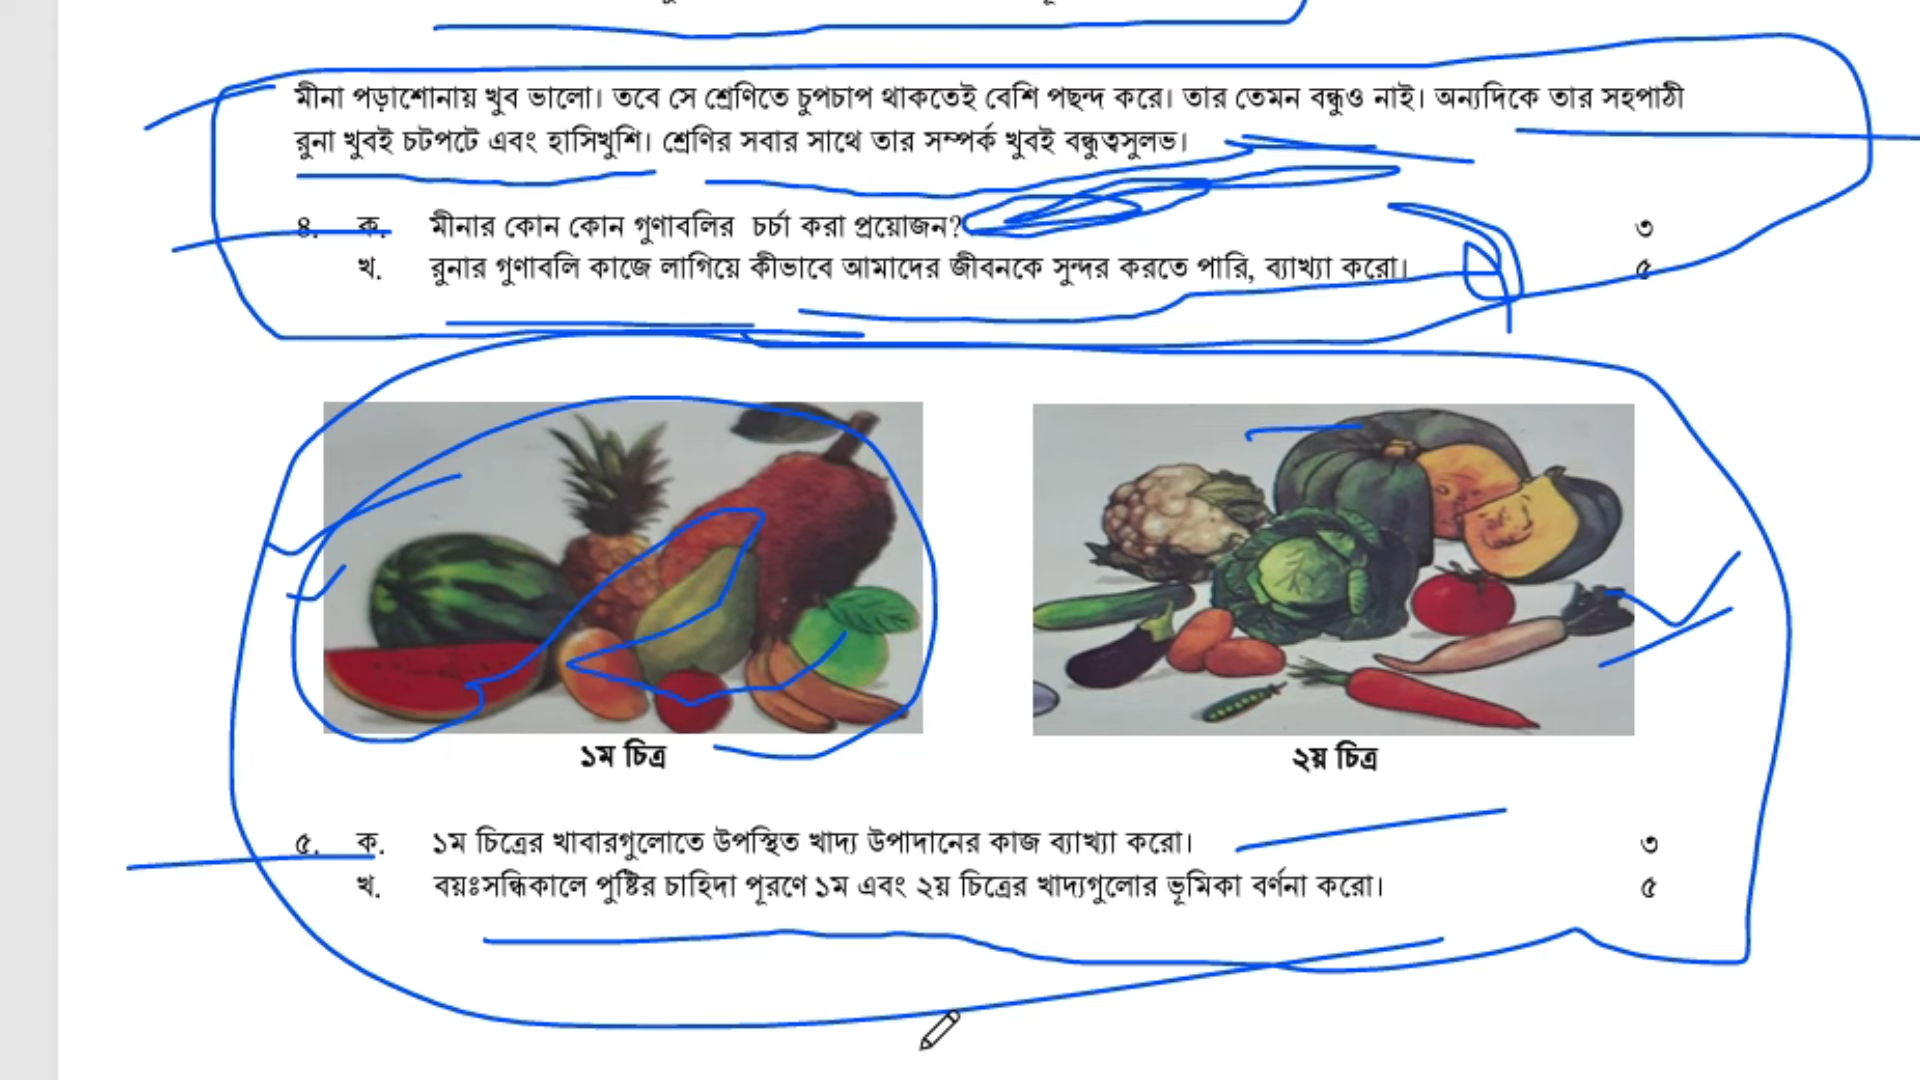 মীনা পড়াশোনায় খুব ভালো। তবে সে শ্রেণিতে চুপচাপ থাকতেই বেশি পছন্দ করে। তার তেমন বন্ধুও নাই। অন্যদিকে তার সহপাঠী
রুনা খুবই চটপটে এবং হাসিখুশি। শ্রেণির সবার সাথে তার সম্পর্ক খুবই বন্ধুত্বসুলভ।
৪. ক. মীনার কোন কোন গুণাবলির চর্চা করা প্রয়োজন? ৩
খ. রুনার গুণাবলি কাজে লাগিয়ে কীভাবে আমাদের জীবনকে সুন্দর করতে পারি, ব্যাখ্যা করো। ৫
১ম চিত্র ২য় চিত্র
৫. ক. ১ম চিত্রের খাবারগুলোতে উপস্থিত খাদ্য উপাদানের কাজ ব্যাখ্যা করো। ৩
খ. বয়ঃসন্ধিকালে পুষ্টির চাহিদা পূরণে ১ম এবং ২য় চিত্রের খাদ্যগুলোর ভূমিকা বর্ণনা করো। ৫